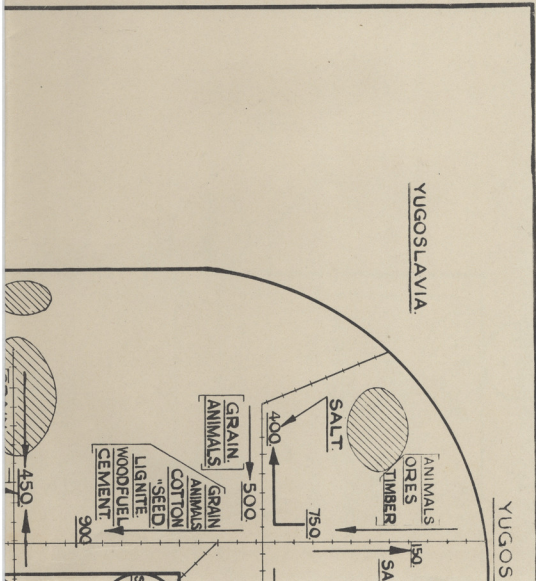 YUGOSLAVIA.
YUGOS
ANIMALS
ORES
TIMBER
150.
SA
SALT.
400
750
GRAIN.
ANIMALS
500.
GRAIN
ANIMALS
COTTON
"SEED
LIGNITE.
WOODFUEL
CEMENT.
900
450